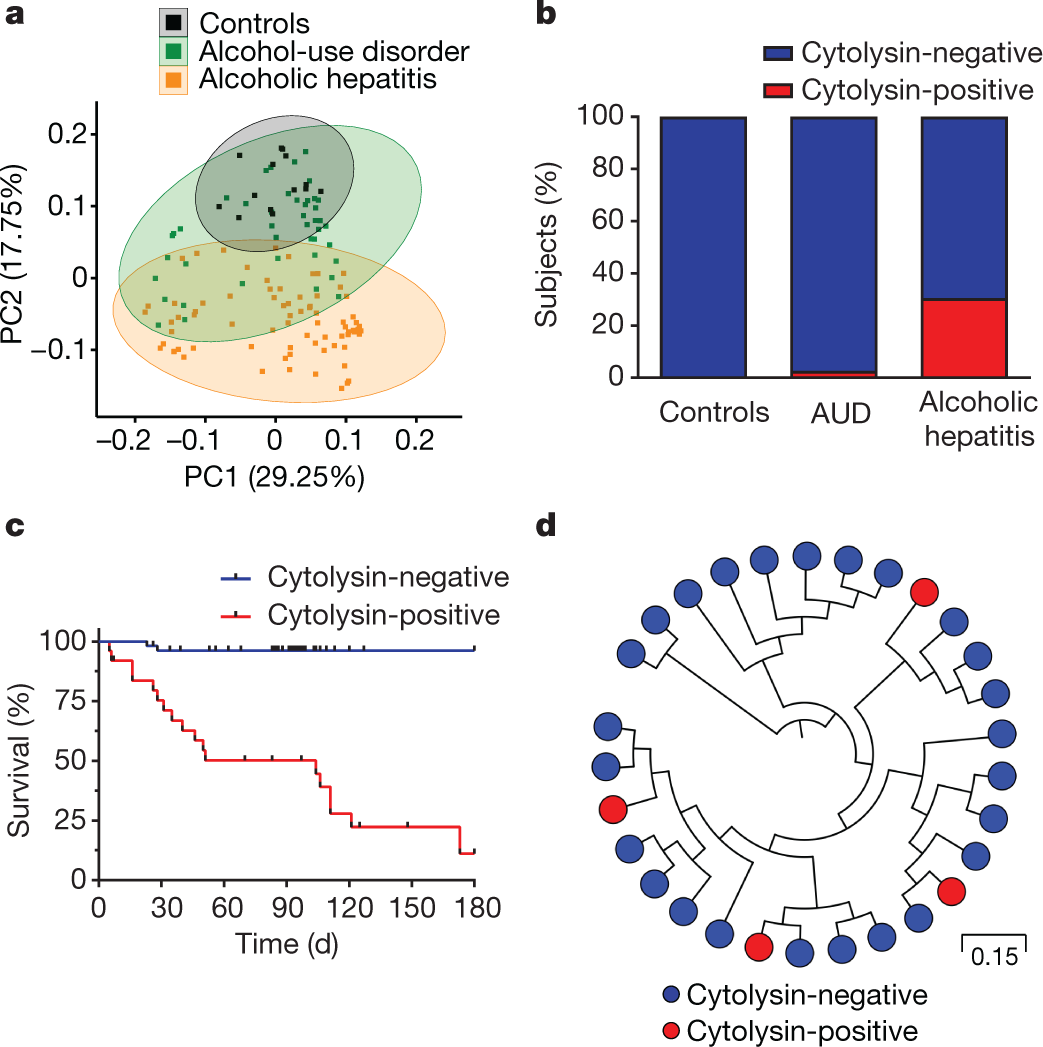 a
Controls
Alcohol-use disorder
Alcoholic hepatitis
0.2
0.1
0
−0.1
PC2 (17.75%)
−0.2 −0.1 0 0.1 0.2
PC1 (29.25%)
b
Cytolysin-negative
Cytolysin-positive
100
80
60
40
20
0
Subjects (%)
Controls AUD Alcoholic
hepatitis
c
Cytolysin-negative
Cytolysin-positive
100
75
50
25
0
Survival (%)
0 30 60 90 120 150 180
Time (d)
d
0.15
Cytolysin-negative
Cytolysin-positive